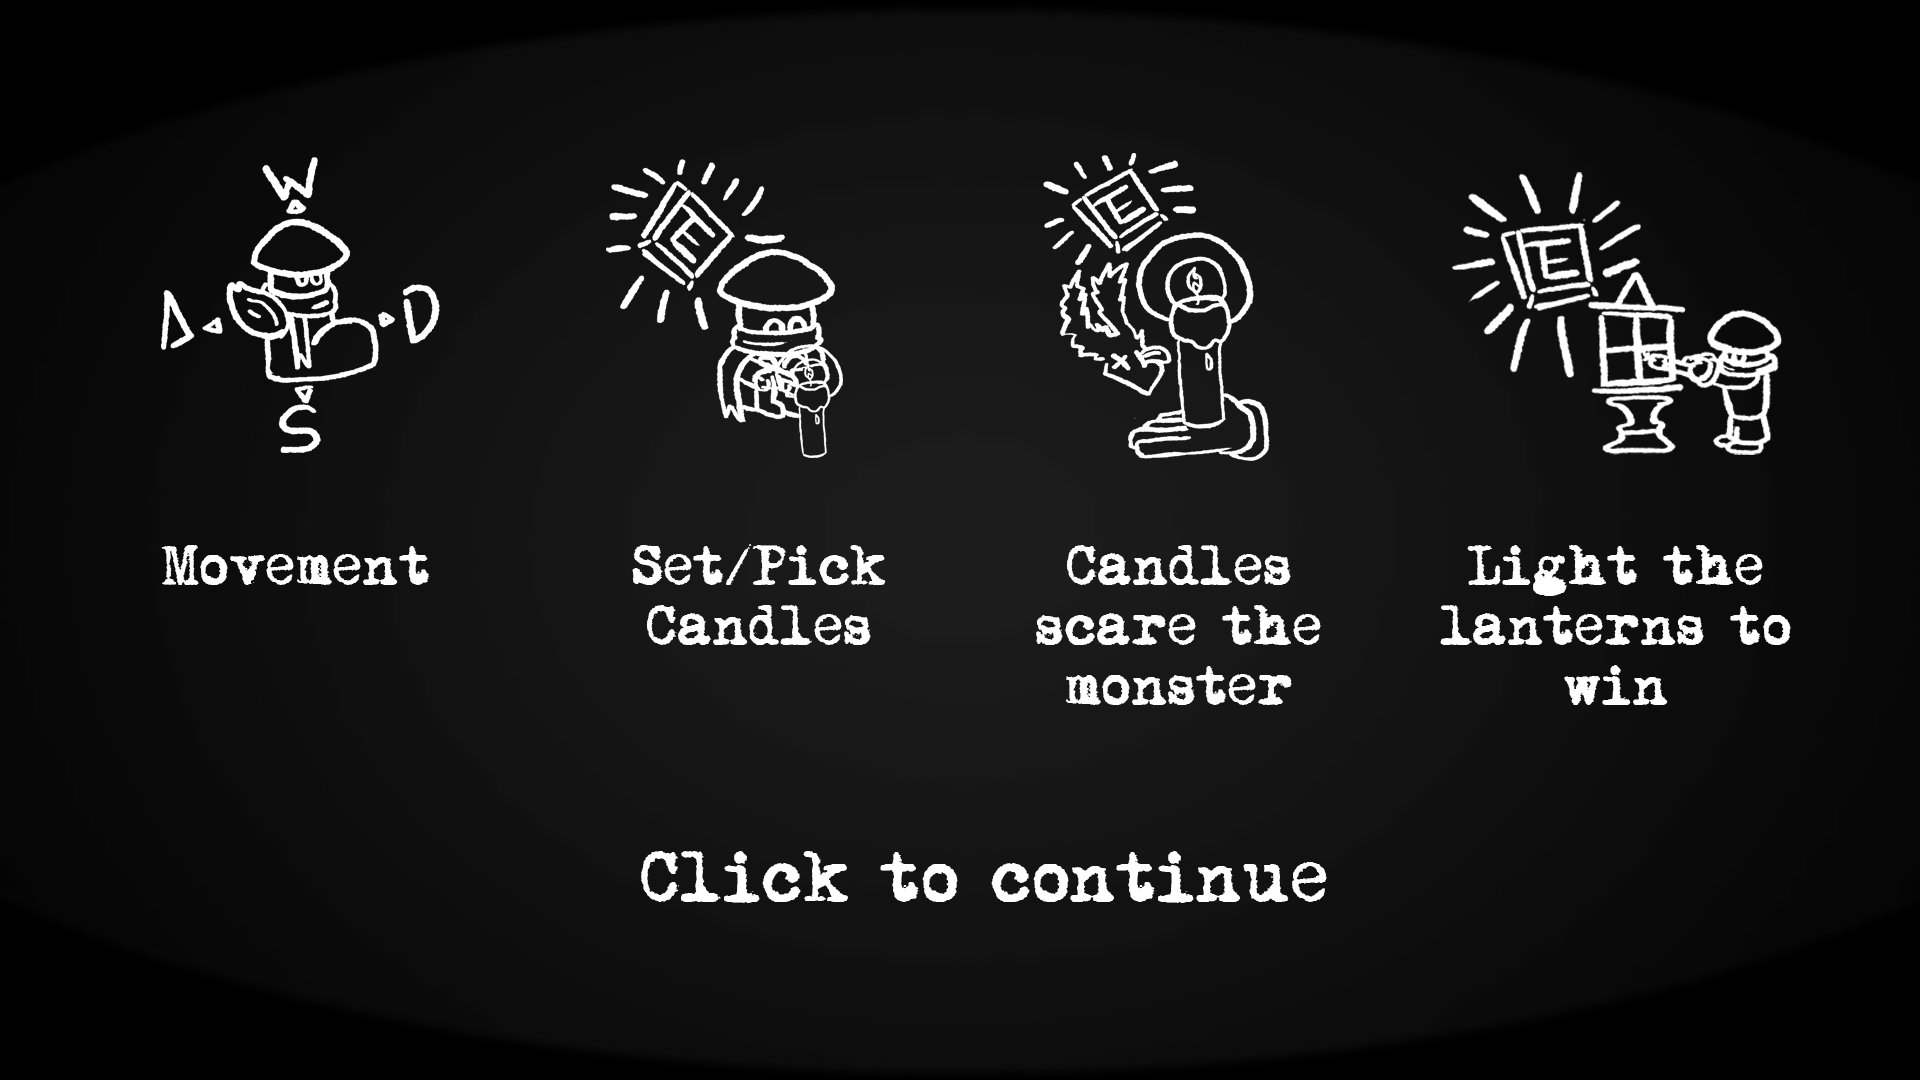 W
A D
S
E
E
E
Movement
Set/Pick
Candles
Candles
scare the
monster
Light the
lanterns to
win
Click to continue